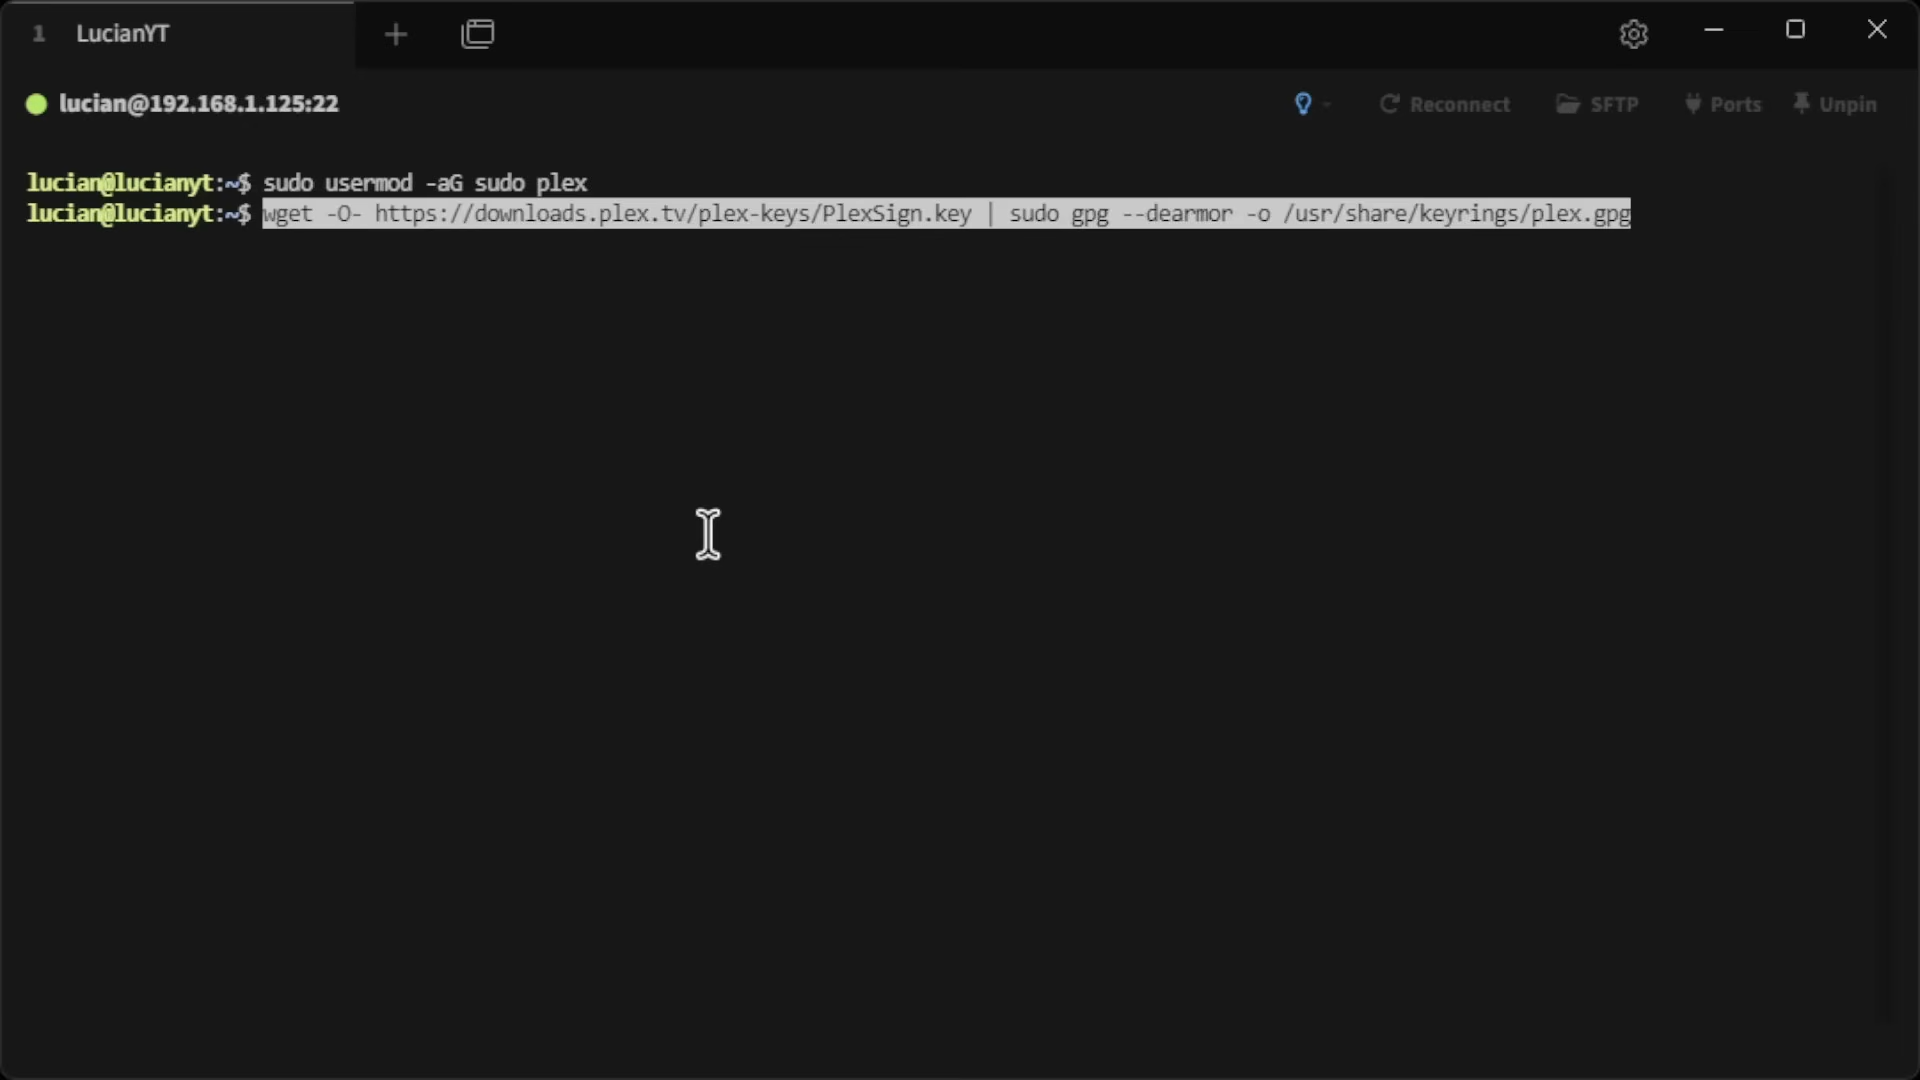 1 LucianYT
lucian@192.168.1.125:22 Reconnect SFTP Ports Unpin
lucian@lucianyt:~$ sudo usermod -aG sudo plex
lucian@lucianyt:~$ wget -O- https://downloads.plex.tv/plex-keys/PlexSign.key | sudo gpg --dearmor -o /usr/share/keyrings/plex.gpg